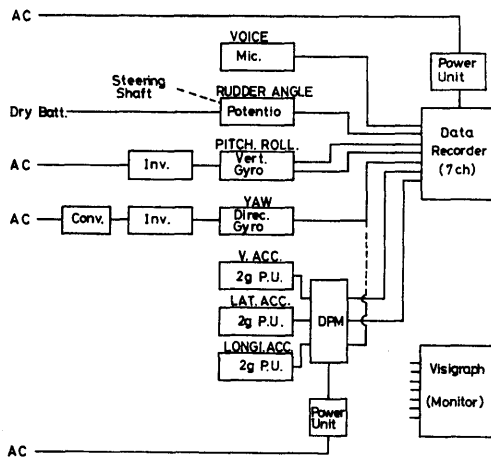 AC
VOICE
Mic.
Power
Unit
Steering
Shaft
RUDDER ANGLE
Dry Batt.
Potentio
Data
Recorder
(7ch)
PITCH. ROLL.
AC
Inv.
Vert.
Gyro
YAW
AC
Conv.
Inv.
Direc.
Gyro
V. ACC.
2g P.U.
LAT. ACC.
2g P.U.
DPM
LONGI. ACC.
2g P.U.
Visigraph
(Monitor)
Power
Unit
AC